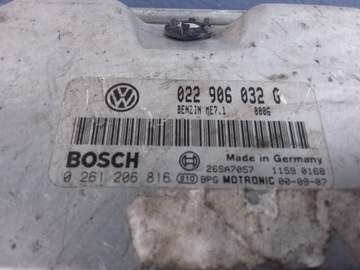 022 906 032 G
BENZIN ME7.1 0006
BOSCH
Made in Germany
0 261 206 816
26SA7057 1159 0168
810 BPG MOTRONIC 00-09-07